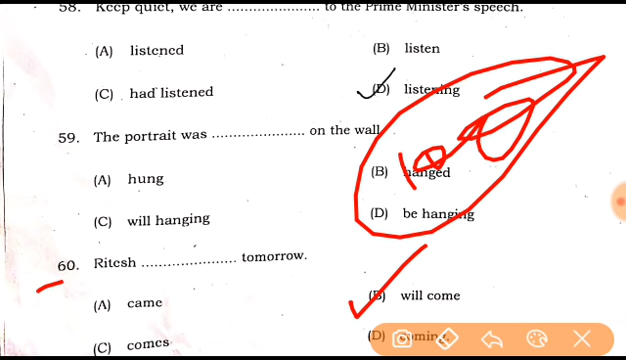 58. Keep quiet, we are ..................... to the Prime Minister's speech.
(A) listened (B) listen
(C) had listened (D) listening
59. The portrait was ..................... on the wall
(A) hung (B) hanged
(C) will hanging (D) be hanging
60. Ritesh ..................... tomorrow.
(A) came (B) will come
(C) comes (D)